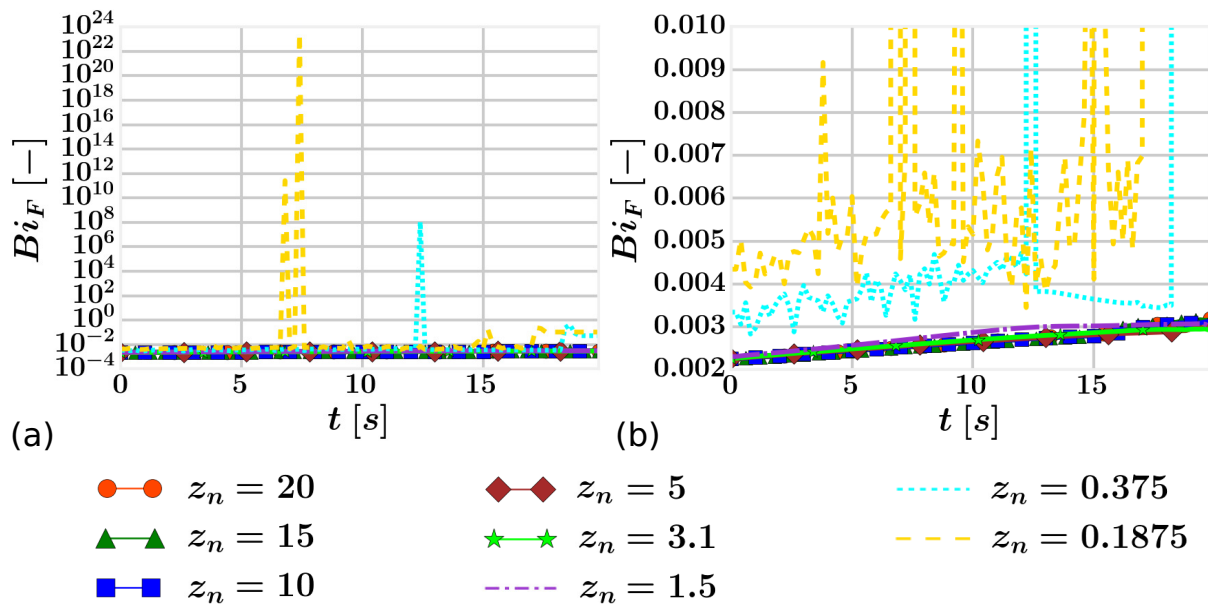 10^24
10^22
10^20
10^18
10^16
10^14
10^12
10^10
10^8
10^6
10^4
10^2
10^0
10^−2
10^−4
Bi_F [−]
0 5 10 15
t [s]
(a)
0.010
0.009
0.008
0.007
0.006
0.005
0.004
0.003
0.002
Bi_F [−]
0 5 10 15
t [s]
(b)
z_n = 20
z_n = 15
z_n = 10
z_n = 5
z_n = 3.1
z_n = 1.5
z_n = 0.375
z_n = 0.1875